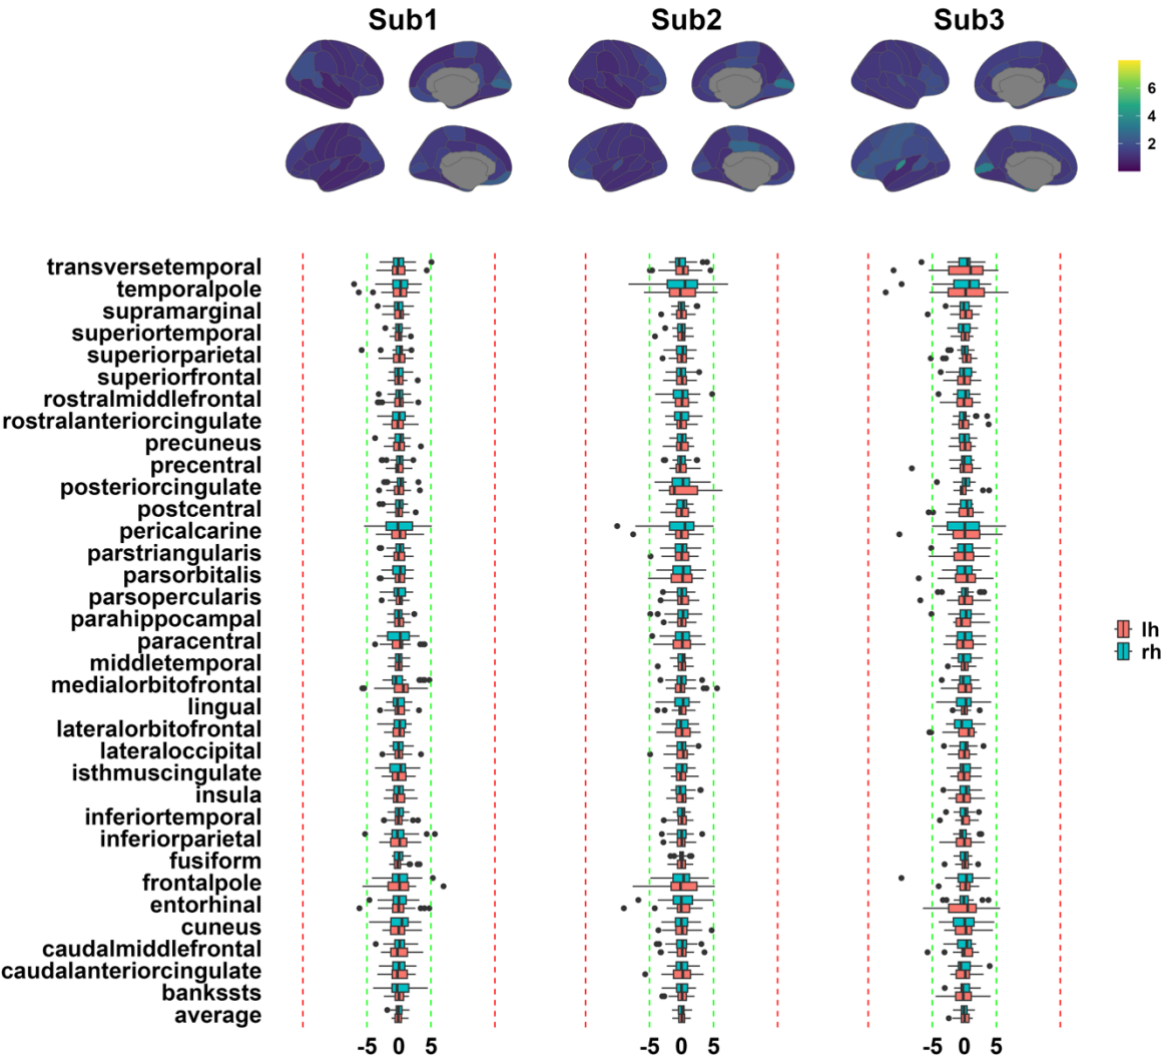 Sub1 Sub2 Sub3
6
4
2
transversetemporal
temporalpole
supramarginal
superiortemporal
superiorparietal
superiorfrontal
rostralmiddlefrontal
rostralanteriorcingulate
precuneus
precentral
posteriorcingulate
postcentral
pericalcarine
parstriangularis
parsorbitalis
parsopercularis
parahippocampal
paracentral
middletemporal
medialorbitofrontal
lingual
lateralorbitofrontal
lateraloccipital
isthmuscingulate
insula
inferiortemporal
inferiorparietal
fusiform
frontalpole
entorhinal
cuneus
caudalmiddlefrontal
caudalanteriorcingulate
bankssts
average
lh
rh
-5 0 5 -5 0 5 -5 0 5